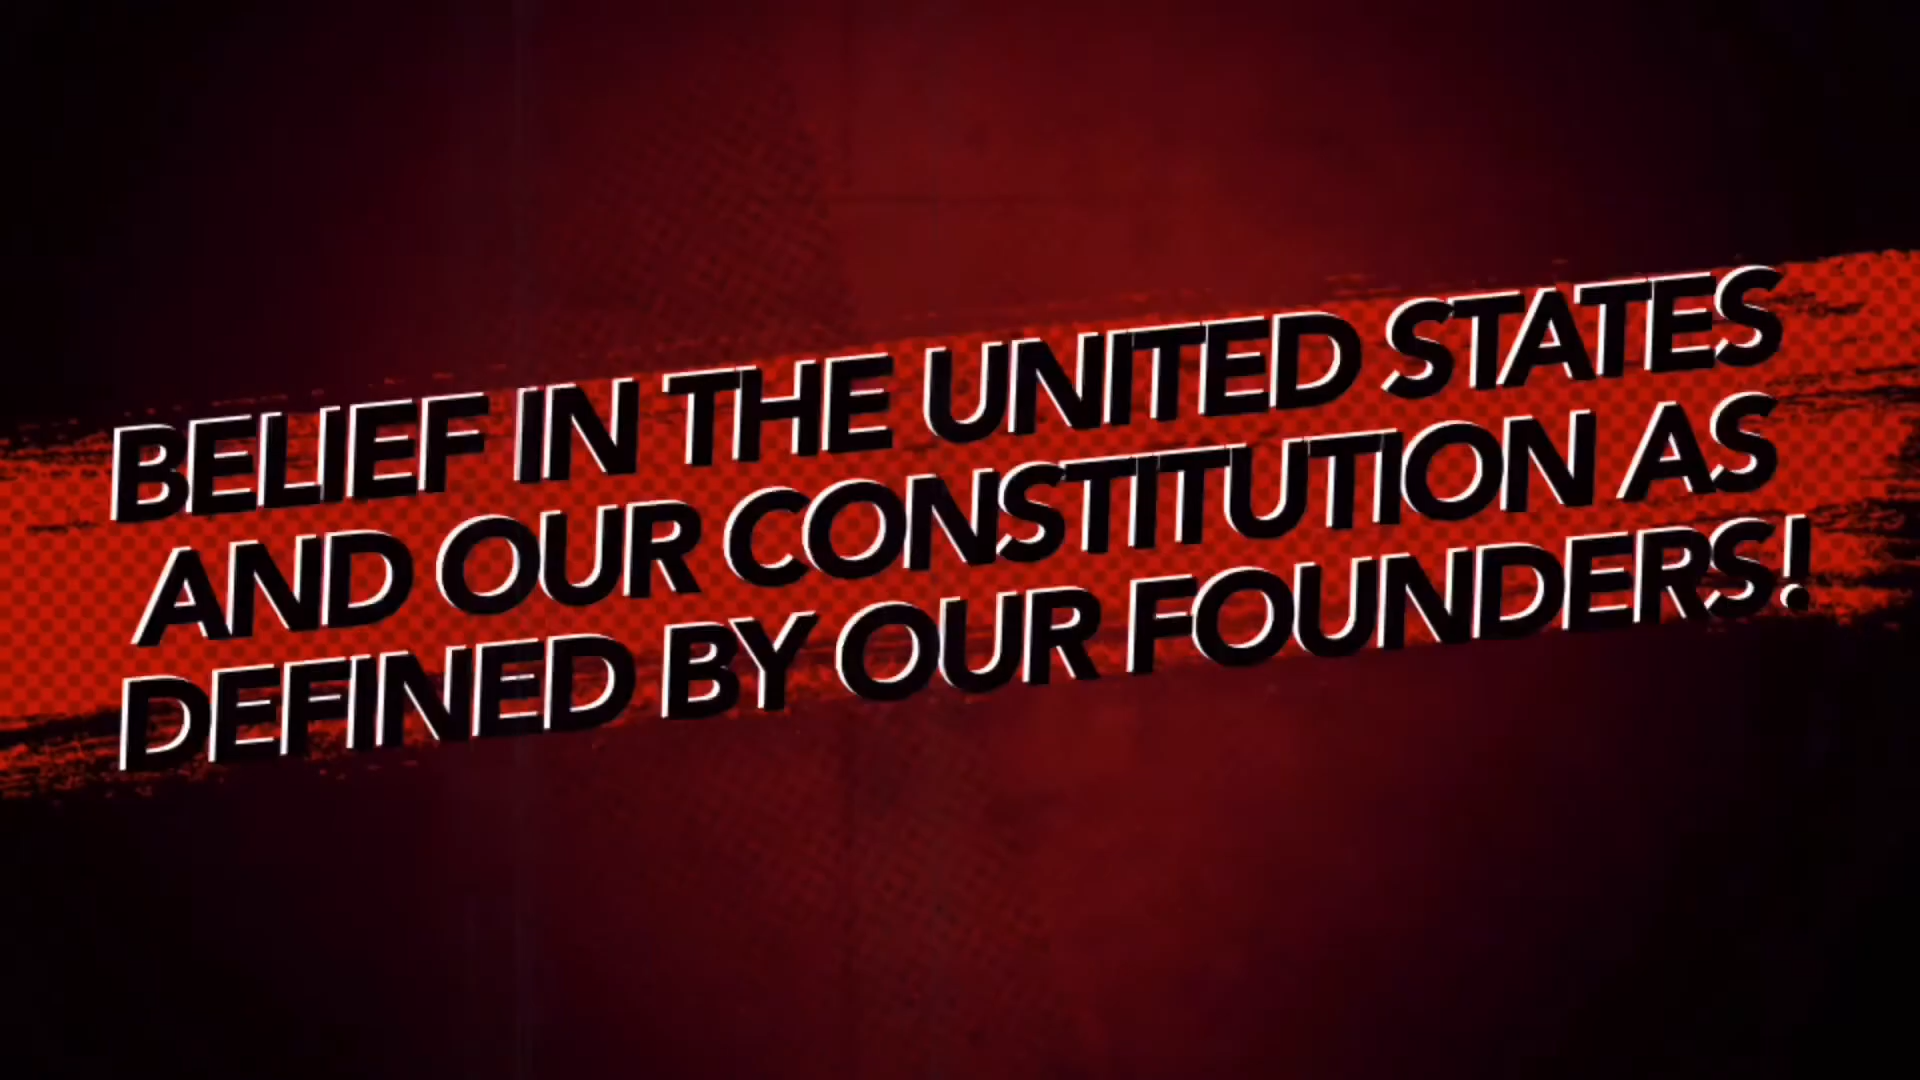 BELIEF IN THE UNITED STATES
AND OUR CONSTITUTION AS
DEFINED BY OUR FOUNDERS!